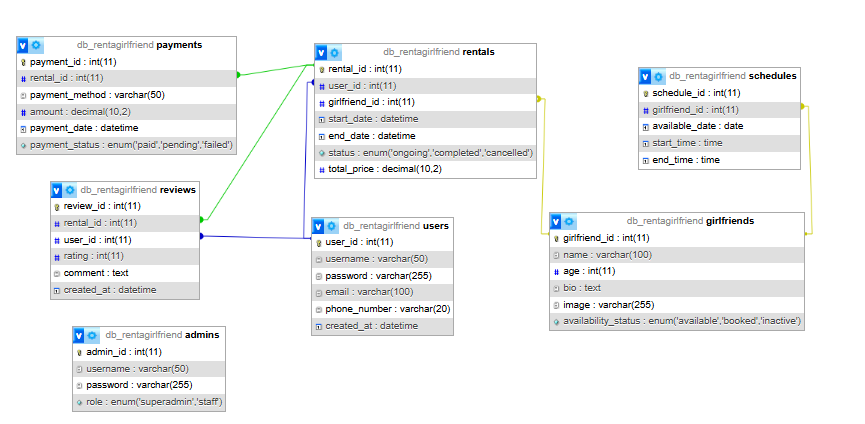 db_rentagirlfriend payments
payment_id : int(11)
rental_id : int(11)
payment_method : varchar(50)
amount : decimal(10,2)
payment_date : datetime
payment_status : enum('paid','pending','failed')
db_rentagirlfriend rentals
rental_id : int(11)
user_id : int(11)
girlfriend_id : int(11)
start_date : datetime
end_date : datetime
status : enum('ongoing','completed','cancelled')
total_price : decimal(10,2)
db_rentagirlfriend schedules
schedule_id : int(11)
girlfriend_id : int(11)
available_date : date
start_time : time
end_time : time
db_rentagirlfriend reviews
review_id : int(11)
rental_id : int(11)
user_id : int(11)
rating : int(11)
comment : text
created_at : datetime
db_rentagirlfriend users
user_id : int(11)
username : varchar(50)
password : varchar(255)
email : varchar(100)
phone_number : varchar(20)
created_at : datetime
db_rentagirlfriend girlfriends
girlfriend_id : int(11)
name : varchar(100)
age : int(11)
bio : text
image : varchar(255)
availability_status : enum('available','booked','inactive')
db_rentagirlfriend admins
admin_id : int(11)
username : varchar(50)
password : varchar(255)
role : enum('superadmin','staff')